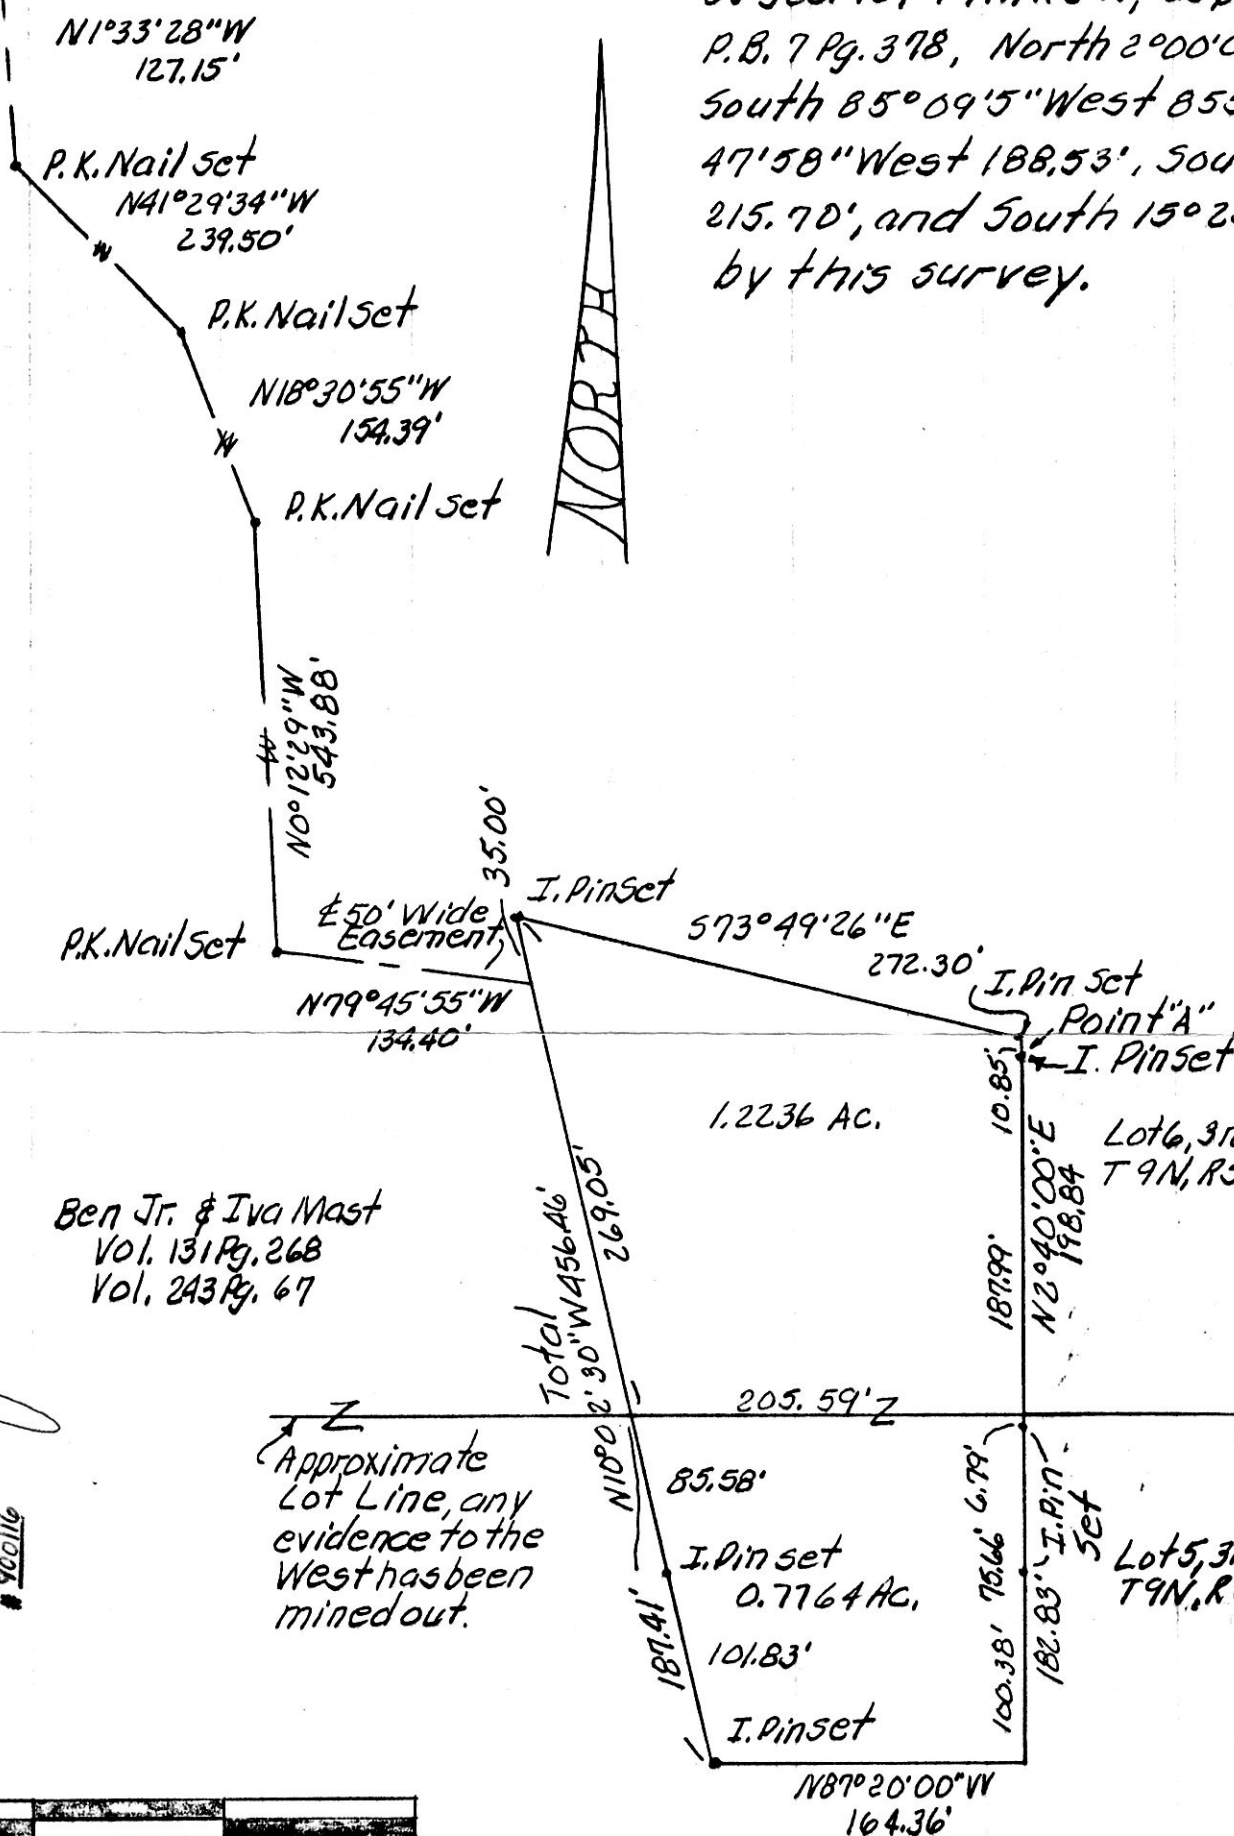 N1°33'28"W
127.15'
P.B. 7 Pg. 378, North 2°00'
South 85°09'5" West 855
47'58" West 188.53', Sou
215.70', and South 15°2
by this survey.
P.K. Nail set
N41°29'34"W
239.50'
P.K. Nail set
N18°30'55"W
154.39'
P.K. Nail set
NORTH
N0°12'29"W
543.88'
35.00'
I. Pin Set
₤ 50' Wide
Easement
P.K. Nail Set
S73°49'26"E
272.30'
N79°45'55"W
134.40'
I. Pin Set
Point "A"
I. Pin Set
10.85'
1.2236 Ac.
Lot 6, 3
T9N, R
N2°40'00"E
198.84
187.99'
Ben Jr. & Iva Mast
Vol. 131 Pg. 268
Vol. 243 Pg. 67
Total
N10°02'30"W 456.46'
269.05'
Z
205.59'
Z
Approximate
Lot Line, any
evidence to the
West has been
mined out.
85.58'
6.79'
I. Pin
Set
75.66'
I. Pin set
0.7764 Ac.
Lot 5, 3
T9N, R
187.41'
101.83'
100.38'
182.83'
I. Pin set
N87°20'00"W
164.36'
# 900116